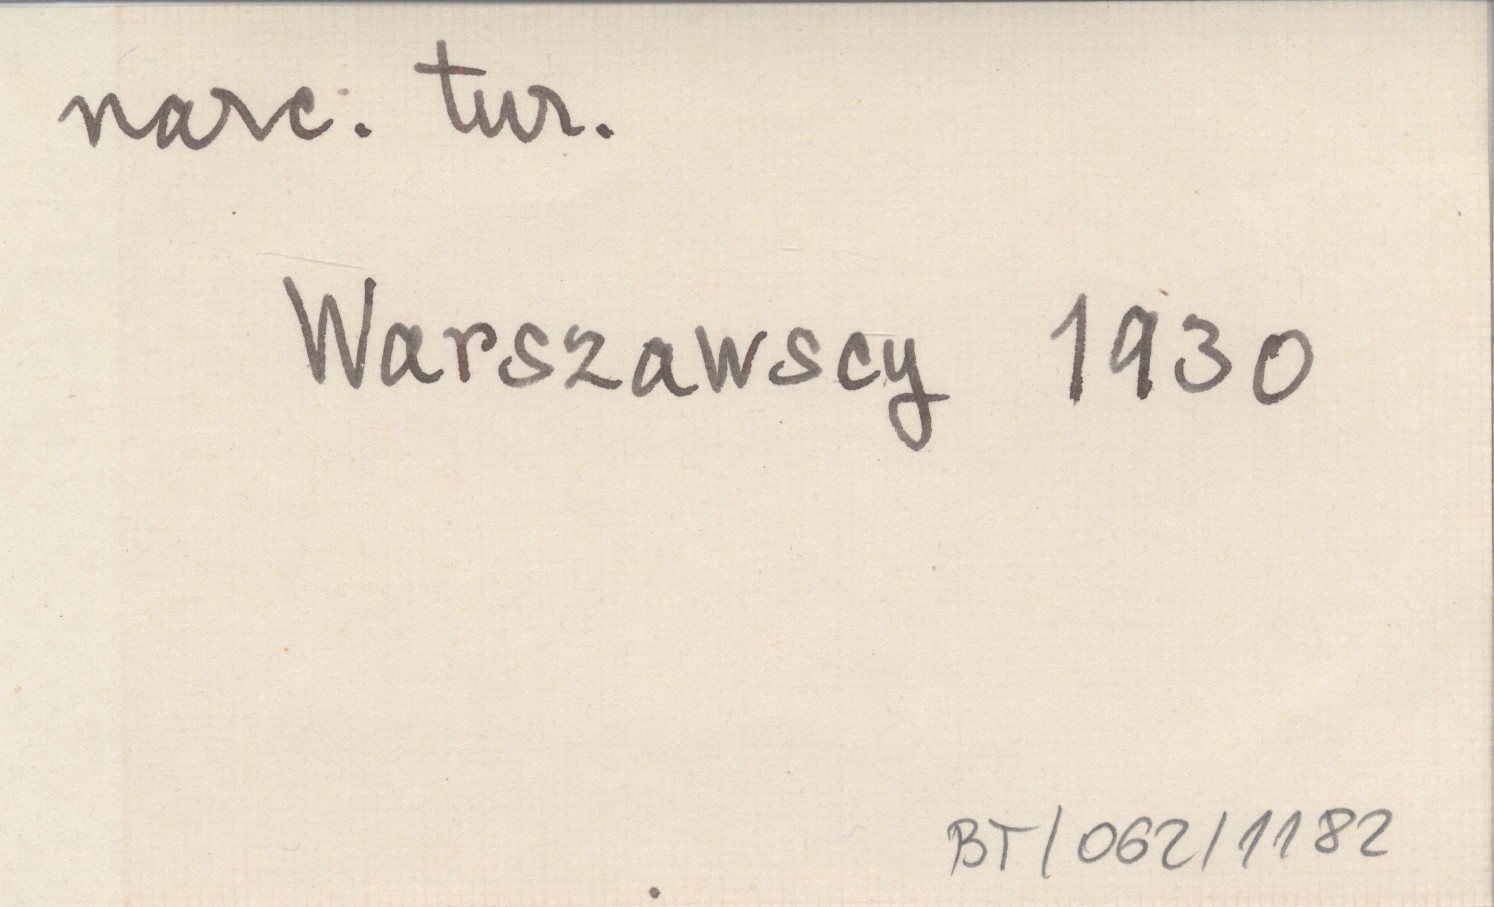 narc. tur.
Warszawscy 1930
BT/062/1182